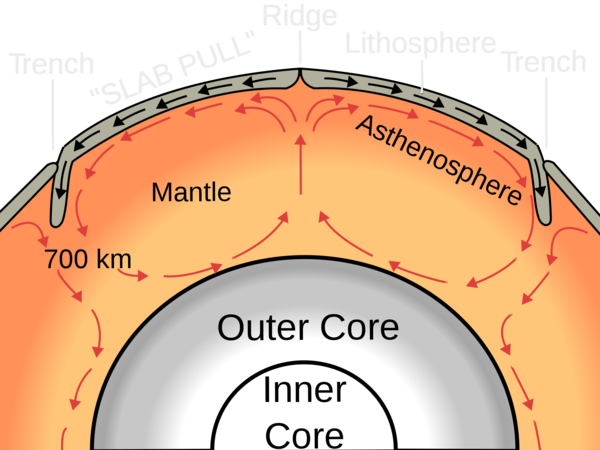 Ridge
Trench
"SLAB PULL"
Lithosphere
Trench
Asthenosphere
Mantle
700 km
Outer Core
Inner
Core